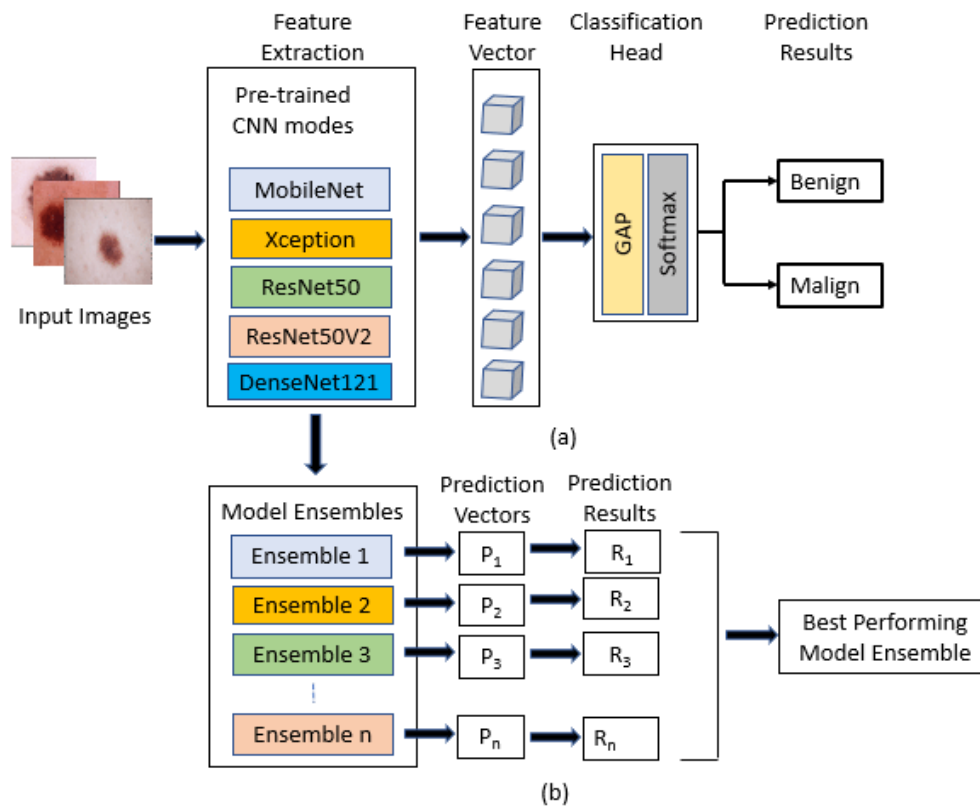 Feature
Extraction
Feature
Vector
Classification
Head
Prediction
Results
Pre-trained
CNN modes
MobileNet
Xception
ResNet50
ResNet50V2
DenseNet121
Input Images
GAP
Softmax
Benign
Malign
(a)
Model Ensembles
Prediction
Vectors
Prediction
Results
Ensemble 1
P1
R1
Ensemble 2
P2
R2
Ensemble 3
P3
R3
Ensemble n
Pn
Rn
Best Performing
Model Ensemble
(b)